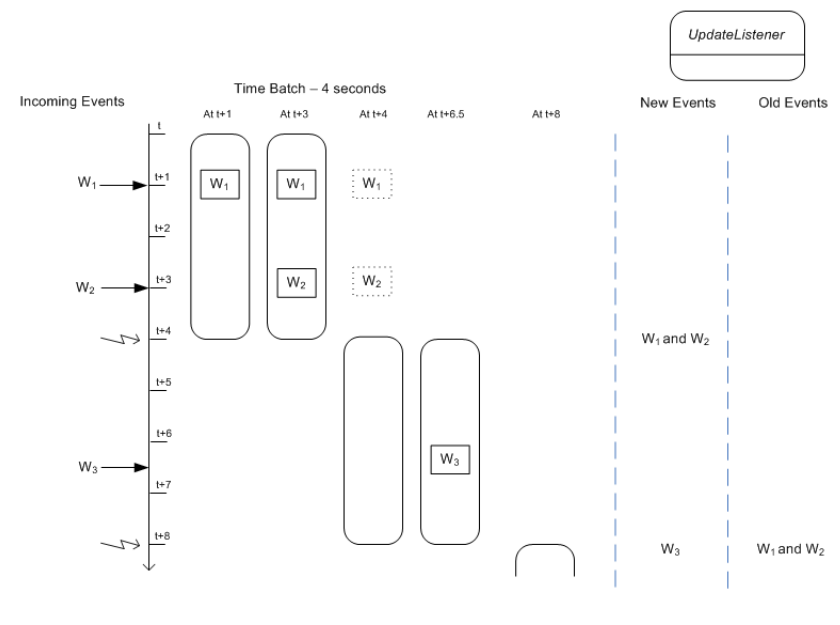 UpdateListener
Time Batch – 4 seconds
Incoming Events
New Events
Old Events
At t+1
At t+3
At t+4
At t+6.5
At t+8
t
W₁
t+1
W₁
W₁
W₁
t+2
W₂
t+3
W₂
W₂
t+4
W₁ and W₂
t+5
t+6
W₃
W₃
t+7
t+8
W₃
W₁ and W₂